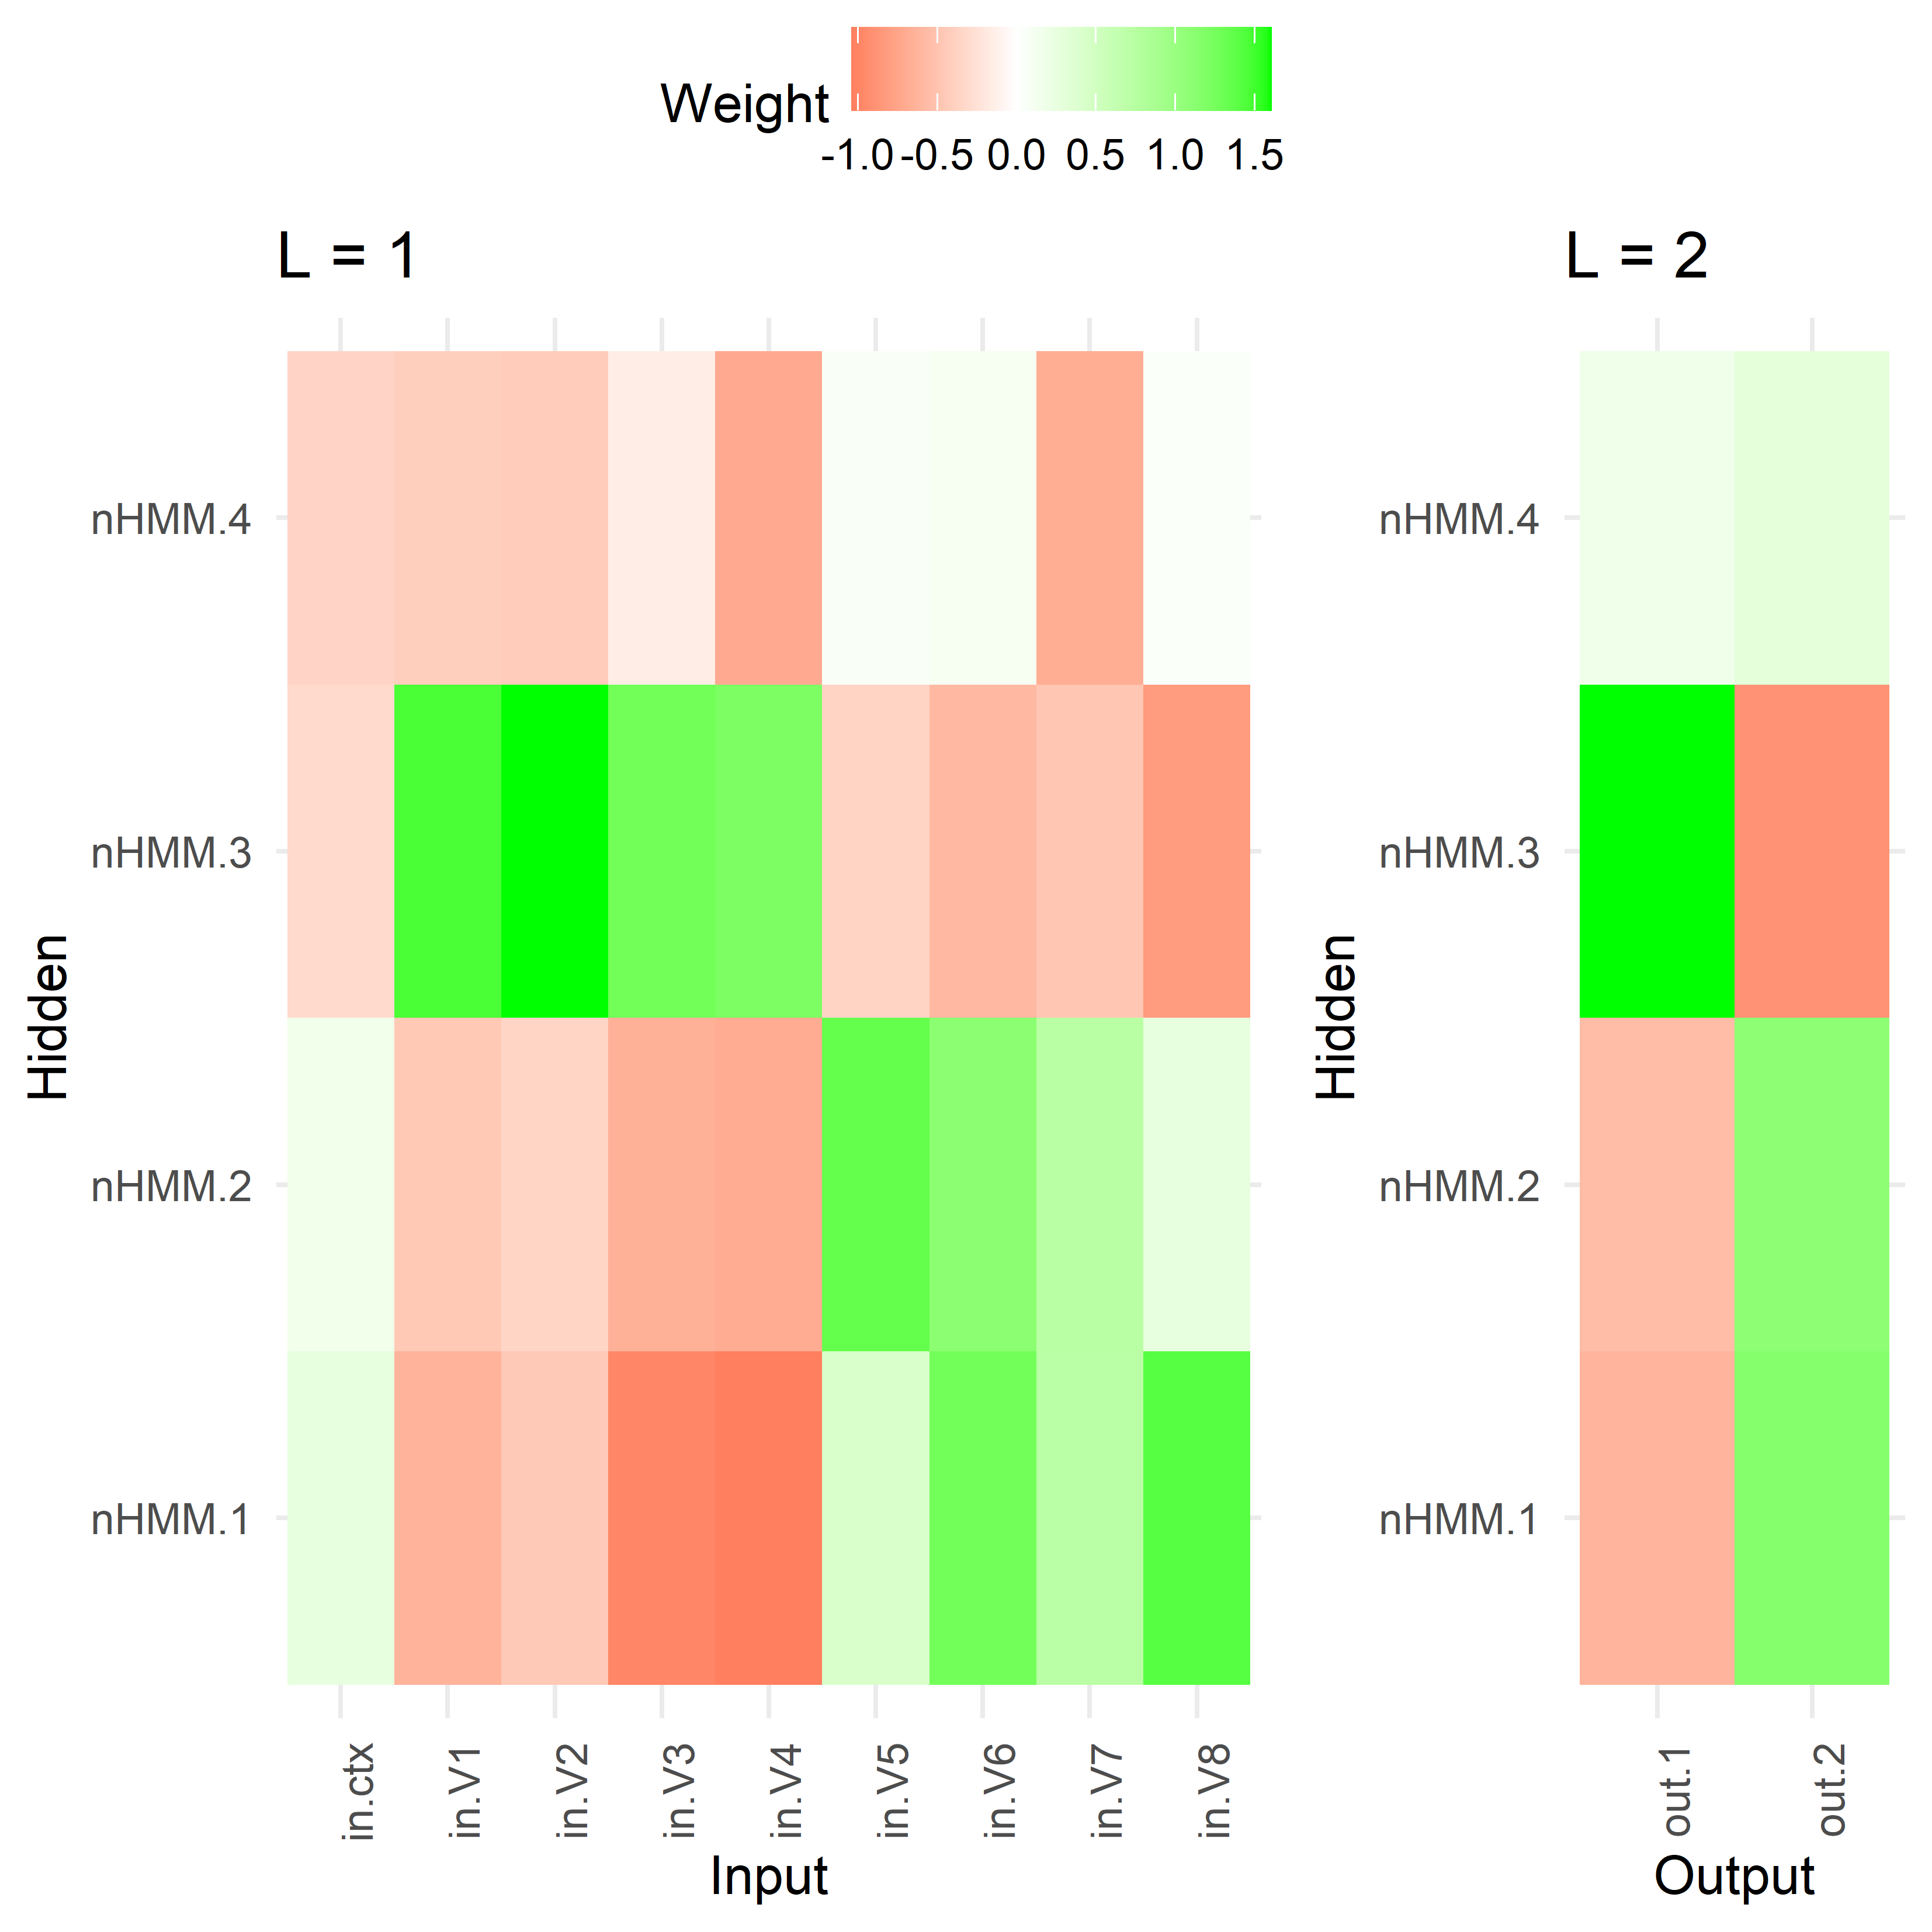 Weight
-1.0 -0.5 0.0 0.5 1.0 1.5
L = 1
L = 2
nHMM.4
nHMM.3
nHMM.2
nHMM.1
Hidden
in.ctx
in.V1
in.V2
in.V3
in.V4
in.V5
in.V6
in.V7
in.V8
Input
nHMM.4
nHMM.3
nHMM.2
nHMM.1
Hidden
out.1
out.2
Output